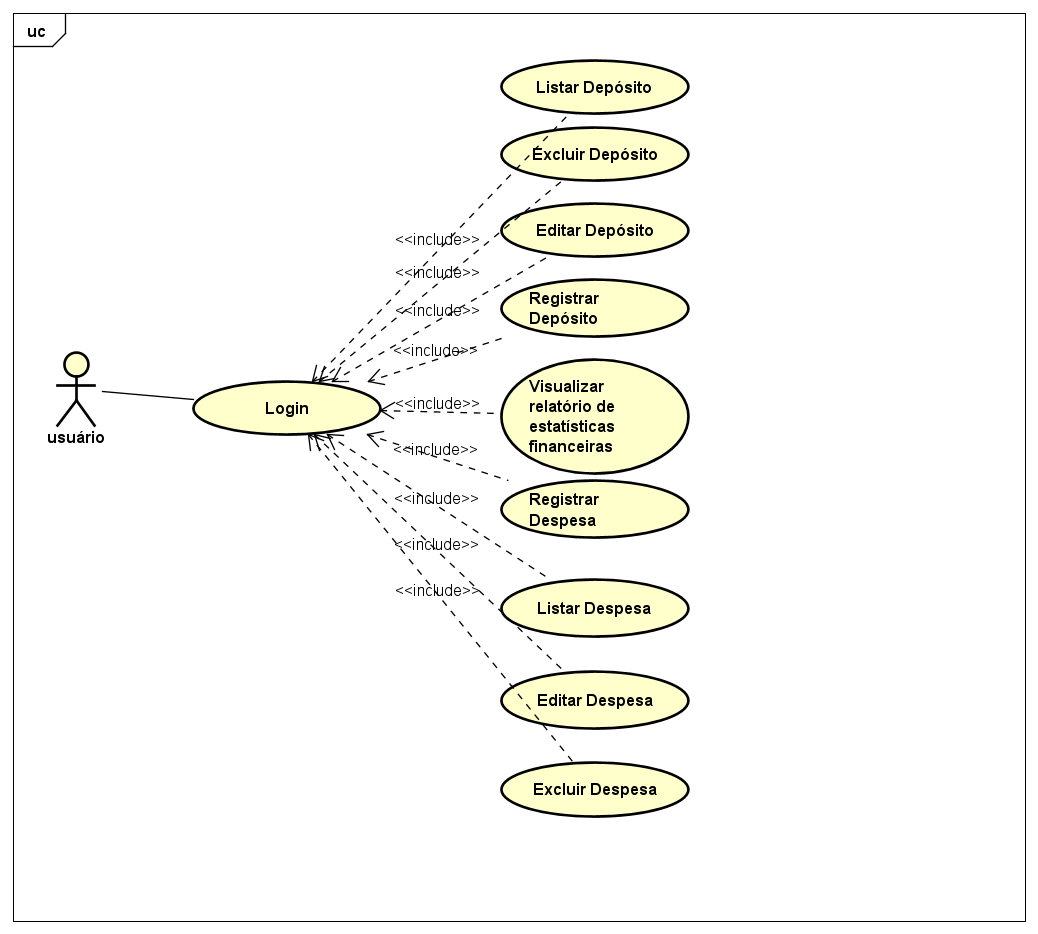 uc
Listar Depósito
Excluir Depósito
Editar Depósito
<<include>>
<<include>>
<<include>>
Registrar
Depósito
<<include>>
Visualizar
relatório de
estatísticas
financeiras
<<include>>
Login
usuário
<<include>>
Registrar
Despesa
<<include>>
<<include>>
<<include>>
Listar Despesa
Editar Despesa
Excluir Despesa